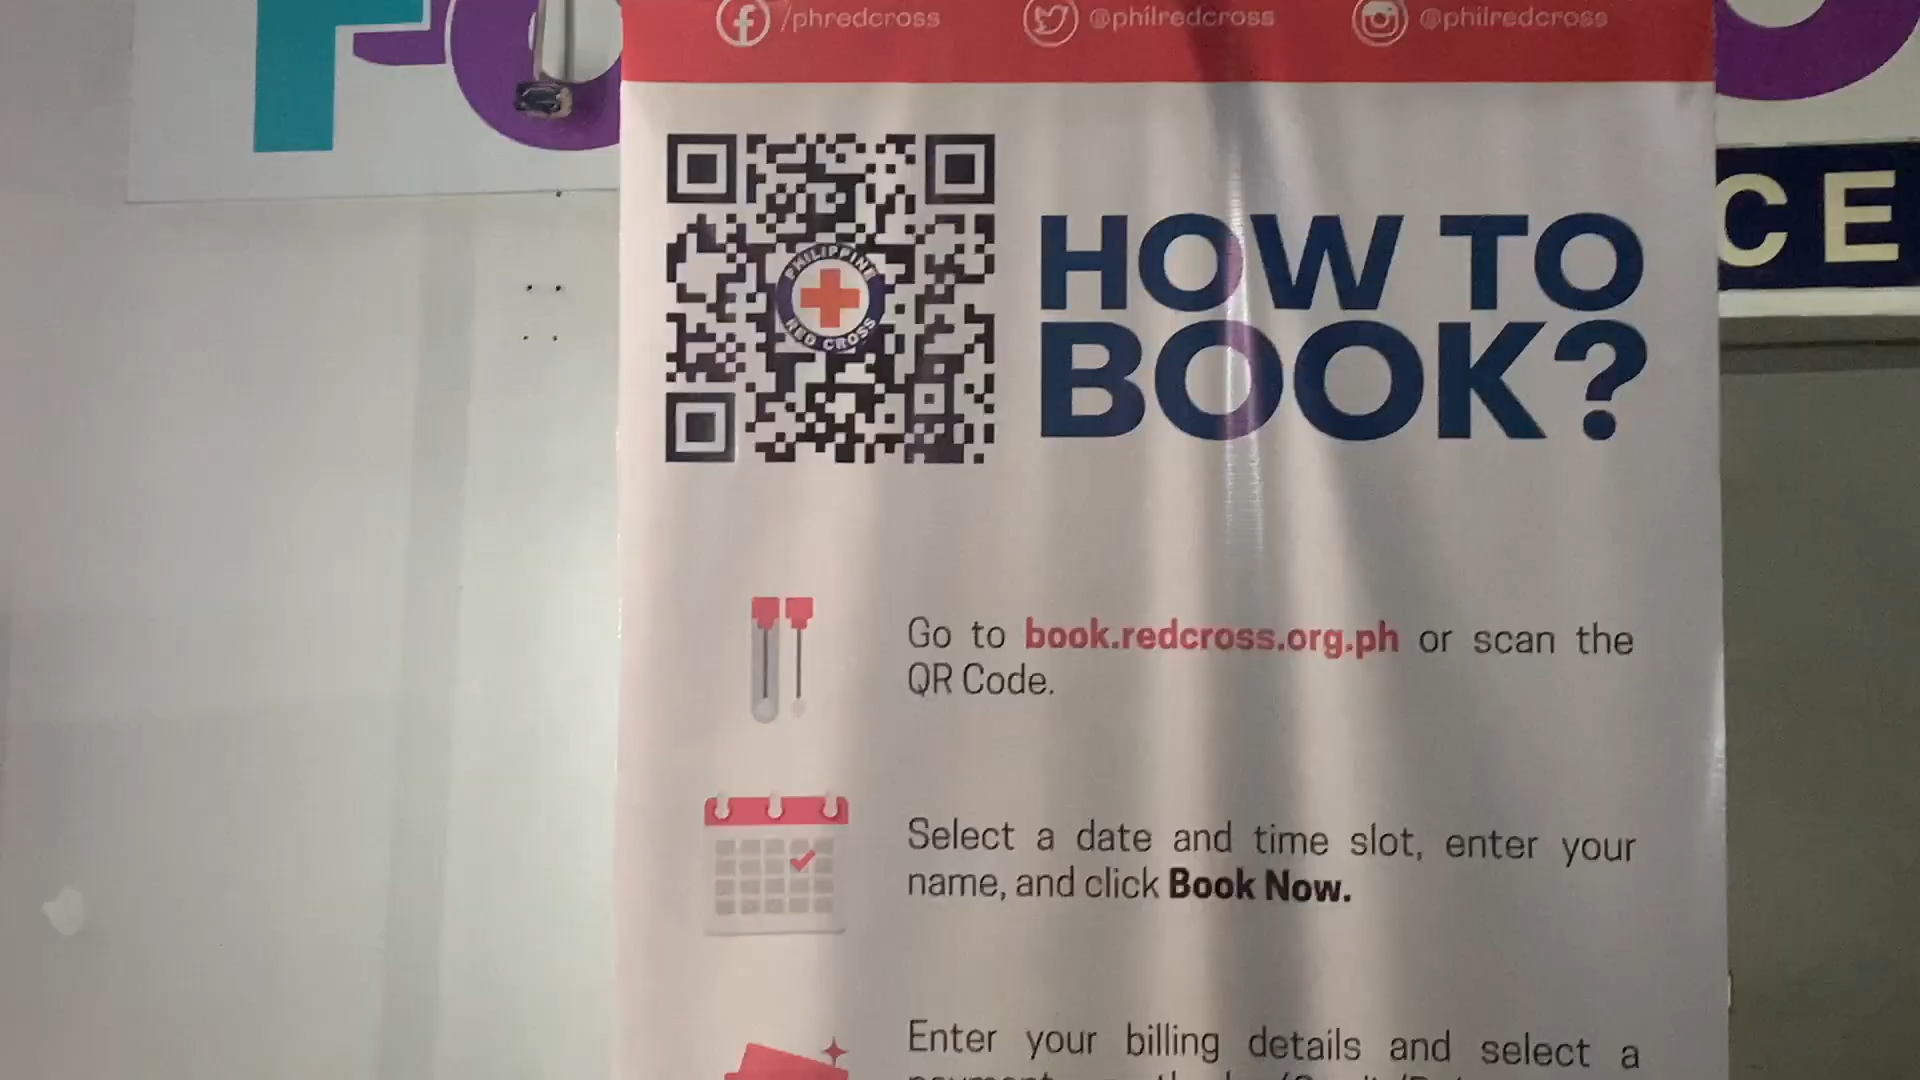 /phredcross @philredcross @philredcross
PHILIPPINE
RED CROSS
HOW TO
BOOK?
CE
Go to book.redcross.org.ph or scan the
QR Code.
Select a date and time slot, enter your
name, and click Book Now.
Enter your billing details and select a